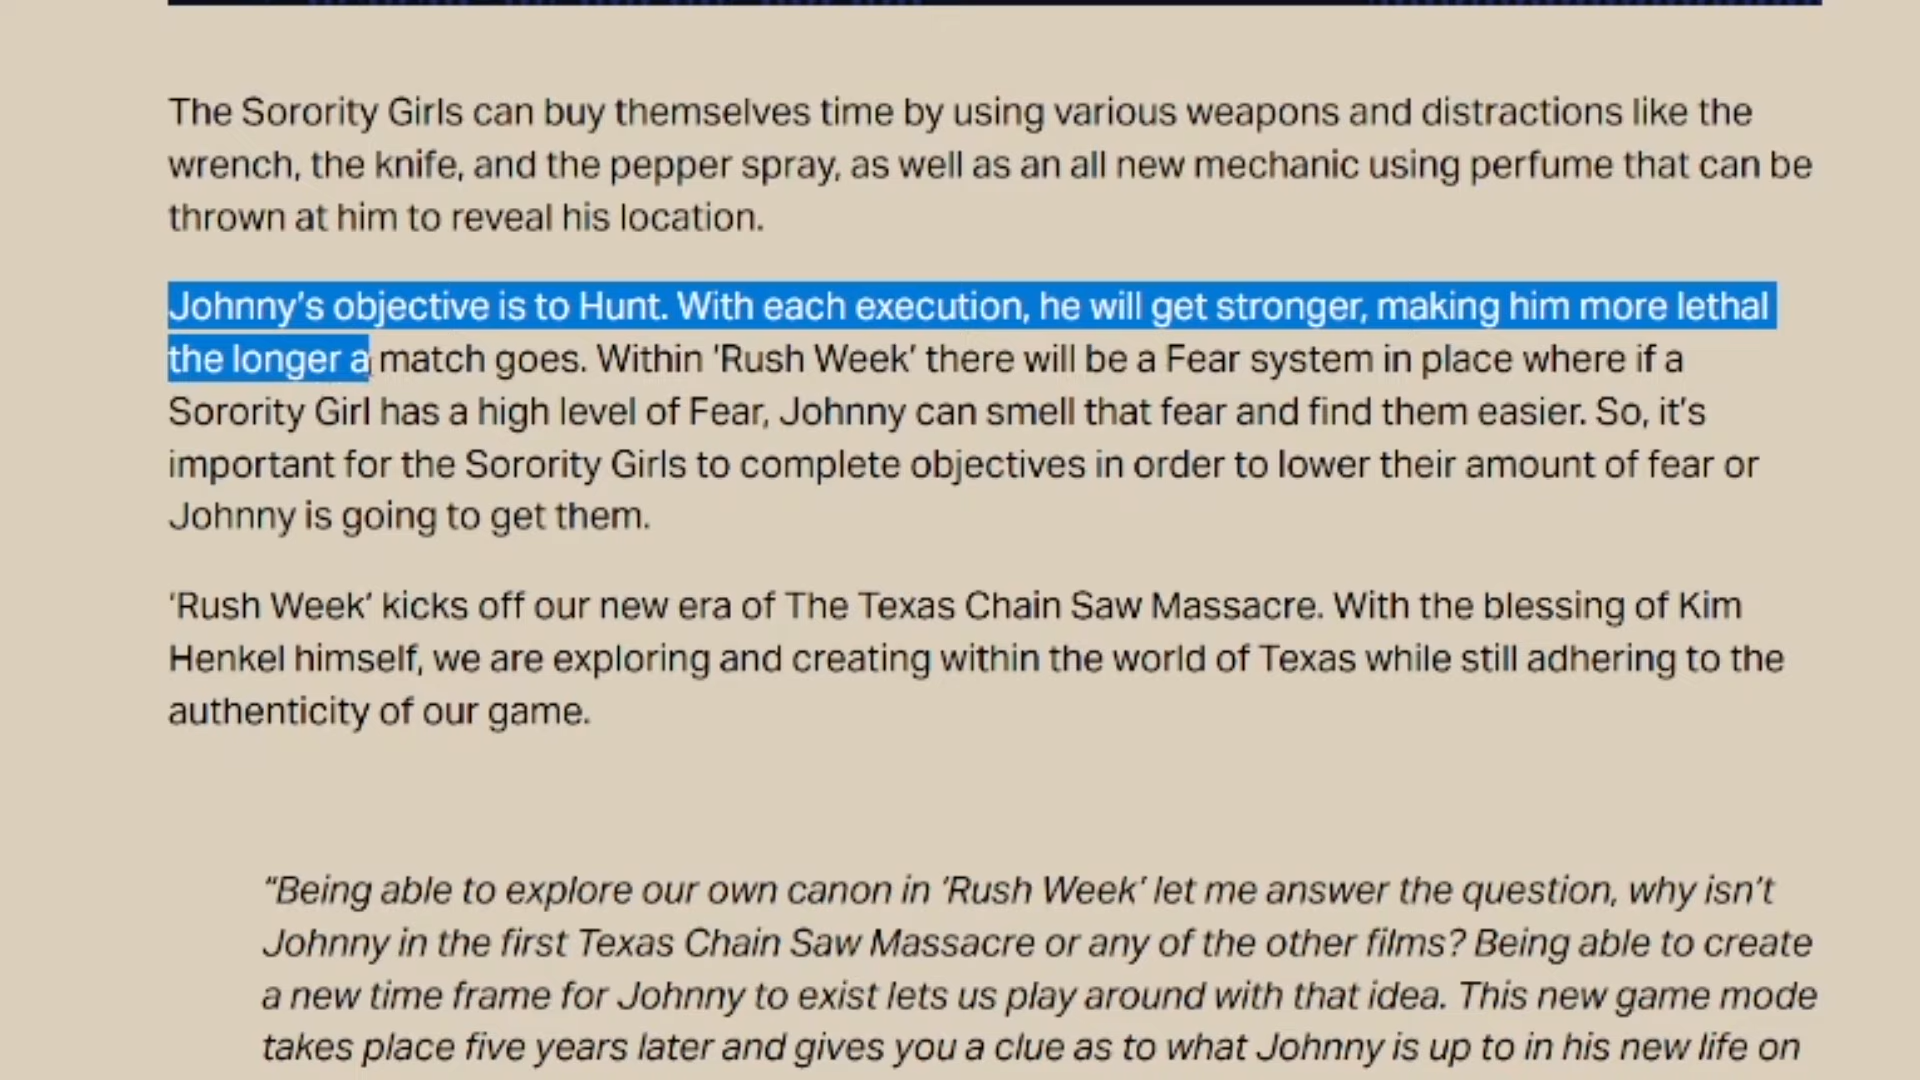 The Sorority Girls can buy themselves time by using various weapons and distractions like the
wrench, the knife, and the pepper spray, as well as an all new mechanic using perfume that can be
thrown at him to reveal his location.
Johnny’s objective is to Hunt. With each execution, he will get stronger, making him more lethal
the longer a match goes. Within ‘Rush Week’ there will be a Fear system in place where if a
Sorority Girl has a high level of Fear, Johnny can smell that fear and find them easier. So, it’s
important for the Sorority Girls to complete objectives in order to lower their amount of fear or
Johnny is going to get them.
‘Rush Week’ kicks off our new era of The Texas Chain Saw Massacre. With the blessing of Kim
Henkel himself, we are exploring and creating within the world of Texas while still adhering to the
authenticity of our game.
“Being able to explore our own canon in ‘Rush Week’ let me answer the question, why isn’t
Johnny in the first Texas Chain Saw Massacre or any of the other films? Being able to create
a new time frame for Johnny to exist lets us play around with that idea. This new game mode
takes place five years later and gives you a clue as to what Johnny is up to in his new life on